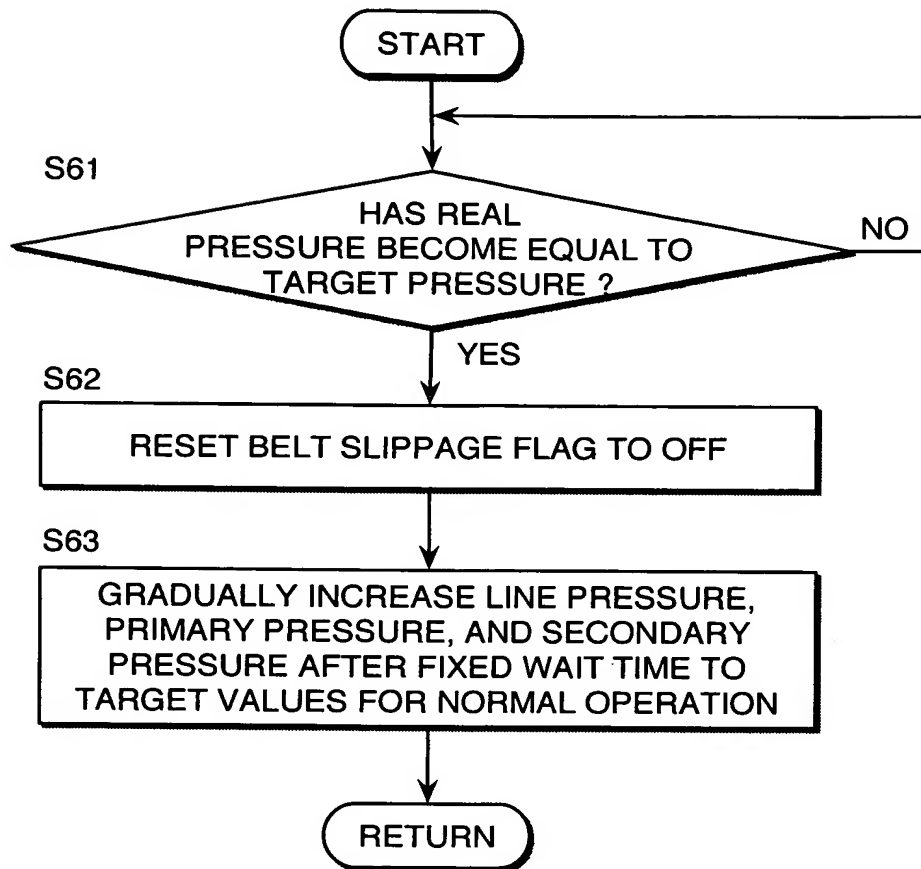 START
S61
HAS REAL
PRESSURE BECOME EQUAL TO
TARGET PRESSURE ?
NO
YES
S62
RESET BELT SLIPPAGE FLAG TO OFF
S63
GRADUALLY INCREASE LINE PRESSURE,
PRIMARY PRESSURE, AND SECONDARY
PRESSURE AFTER FIXED WAIT TIME TO
TARGET VALUES FOR NORMAL OPERATION
RETURN